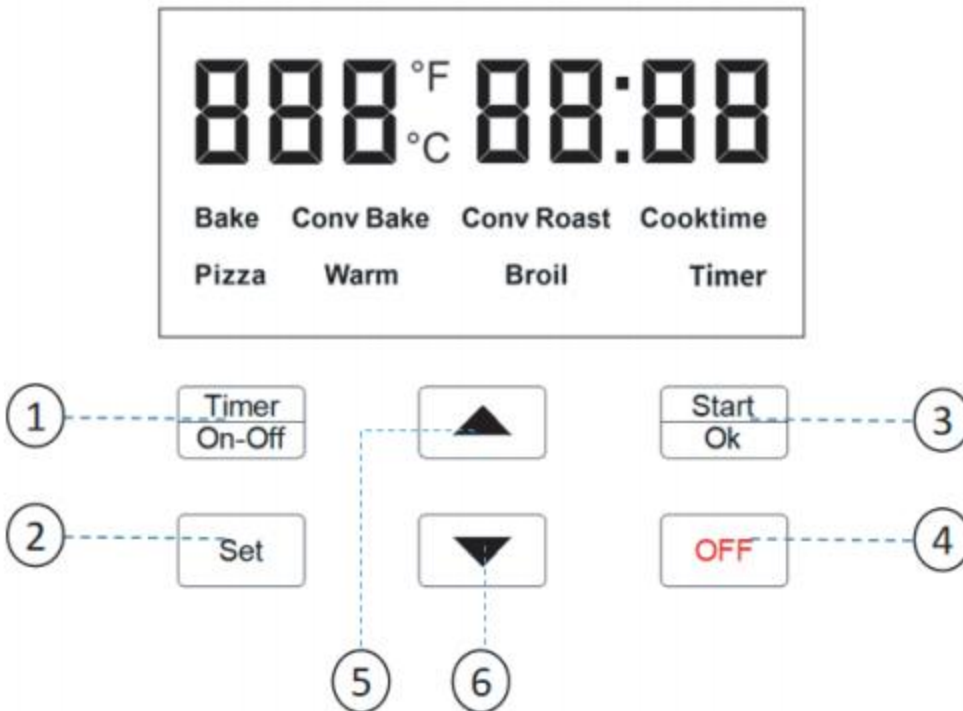 888 °F °C 88:88
Bake Conv Bake Conv Roast Cooktime
Pizza Warm Broil Timer
1 Timer On-Off
Start Ok 3
2 Set
OFF 4
5 6